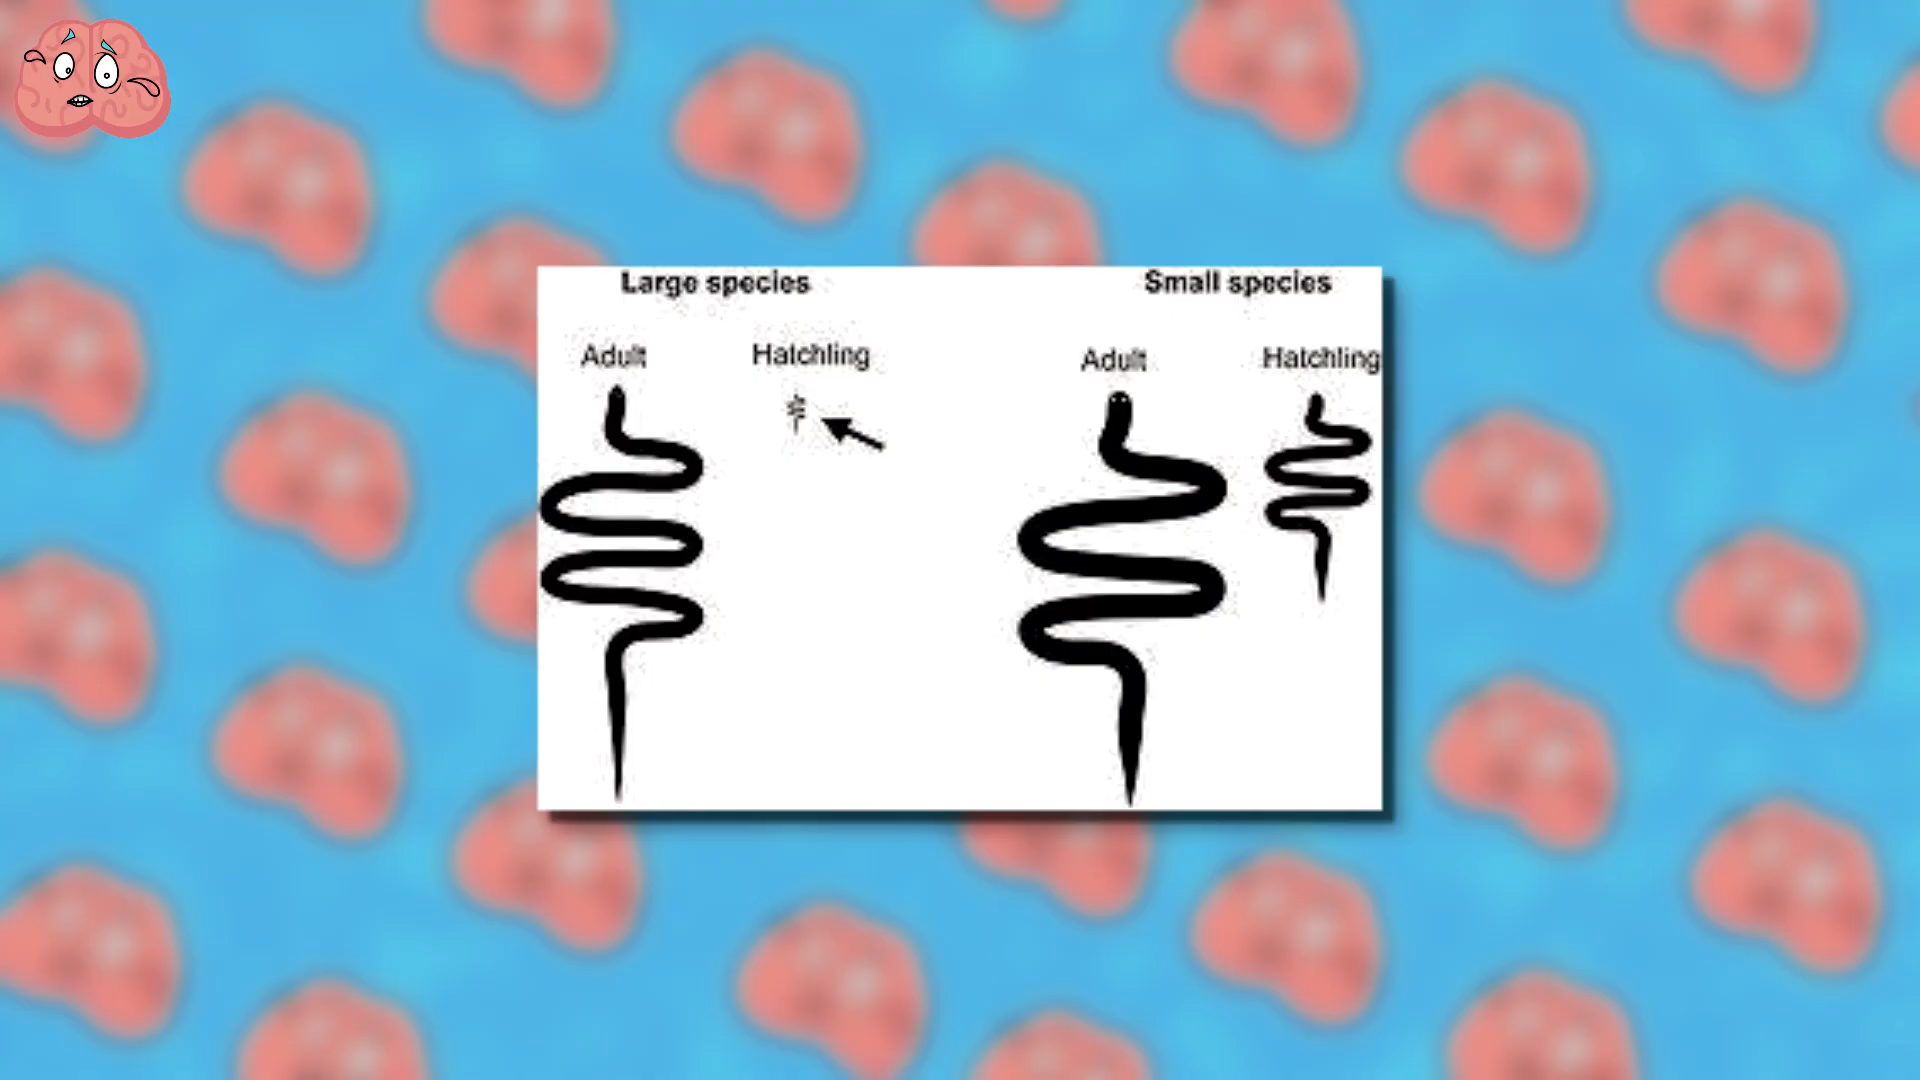 Large species
Small species
Adult
Hatchling
Adult
Hatchling